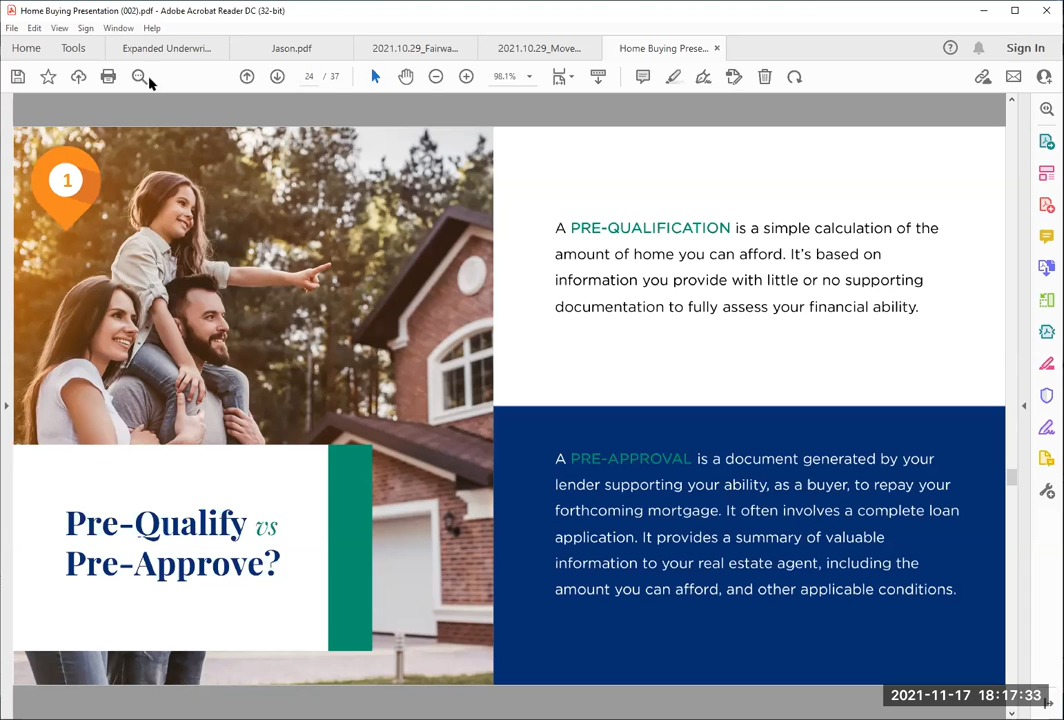 Home Buying Presentation (002).pdf - Adobe Acrobat Reader DC (32-bit)
File Edit View Sign Window Help
Home Tools Expanded Underwri... Jason.pdf 2021.10.29_Fairwa... 2021.10.29_Move... Home Buying Prese... × Sign In
24 / 37 98.1%
1
A PRE-QUALIFICATION is a simple calculation of the
amount of home you can afford. It's based on
information you provide with little or no supporting
documentation to fully assess your financial ability.
Pre-Qualify vs
Pre-Approve?
A PRE-APPROVAL is a document generated by your
lender supporting your ability, as a buyer, to repay your
forthcoming mortgage. It often involves a complete loan
application. It provides a summary of valuable
information to your real estate agent, including the
amount you can afford, and other applicable conditions.
2021-11-17 18:17:33